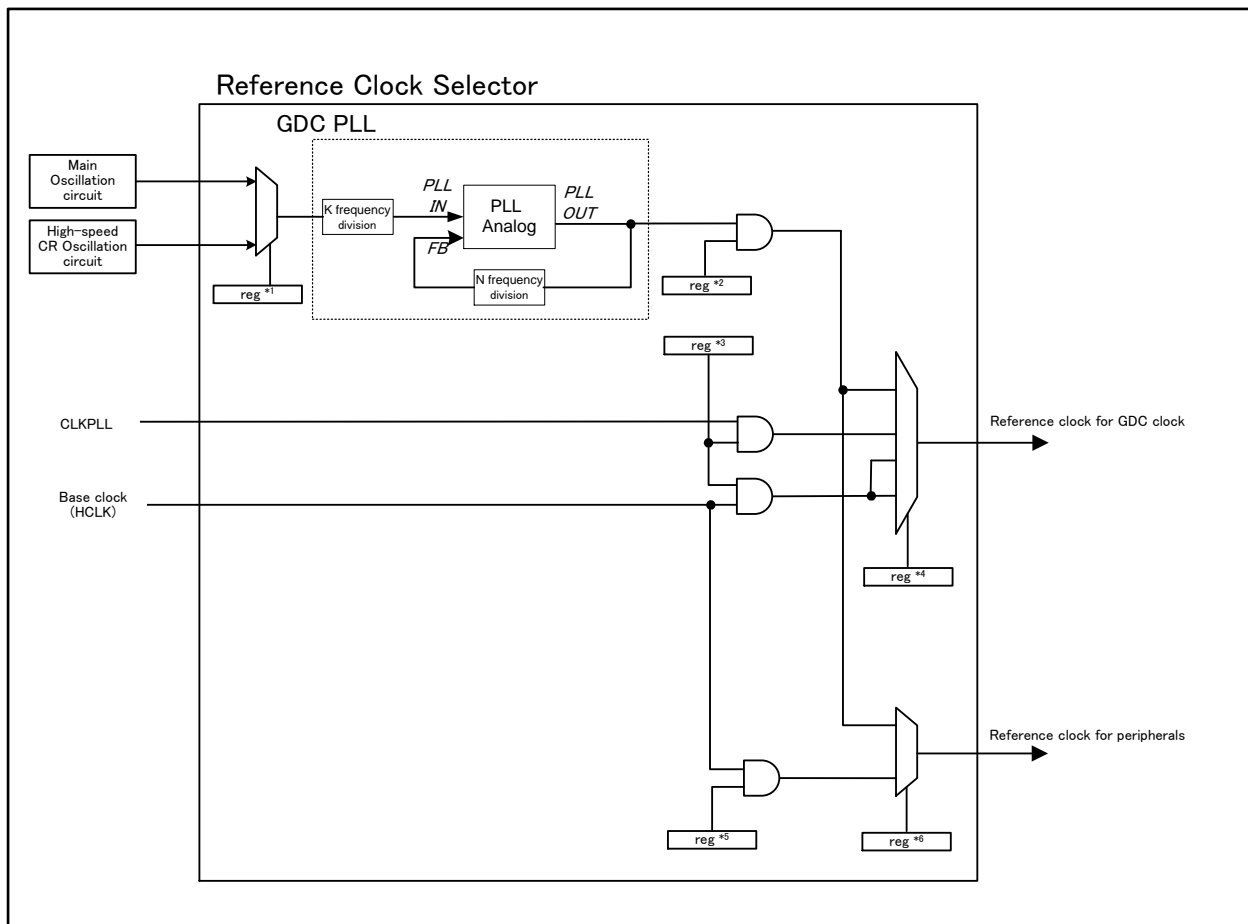 Reference Clock Selector
GDC PLL
Main
Oscillation
circuit
High-speed
CR Oscillation
circuit
reg *1
K frequency
division
PLL
IN
FB
PLL
Analog
PLL
OUT
N frequency
division
reg *2
reg *3
CLKPLL
Reference clock for GDC clock
Base clock
(HCLK)
reg *4
Reference clock for peripherals
reg *5
reg *6